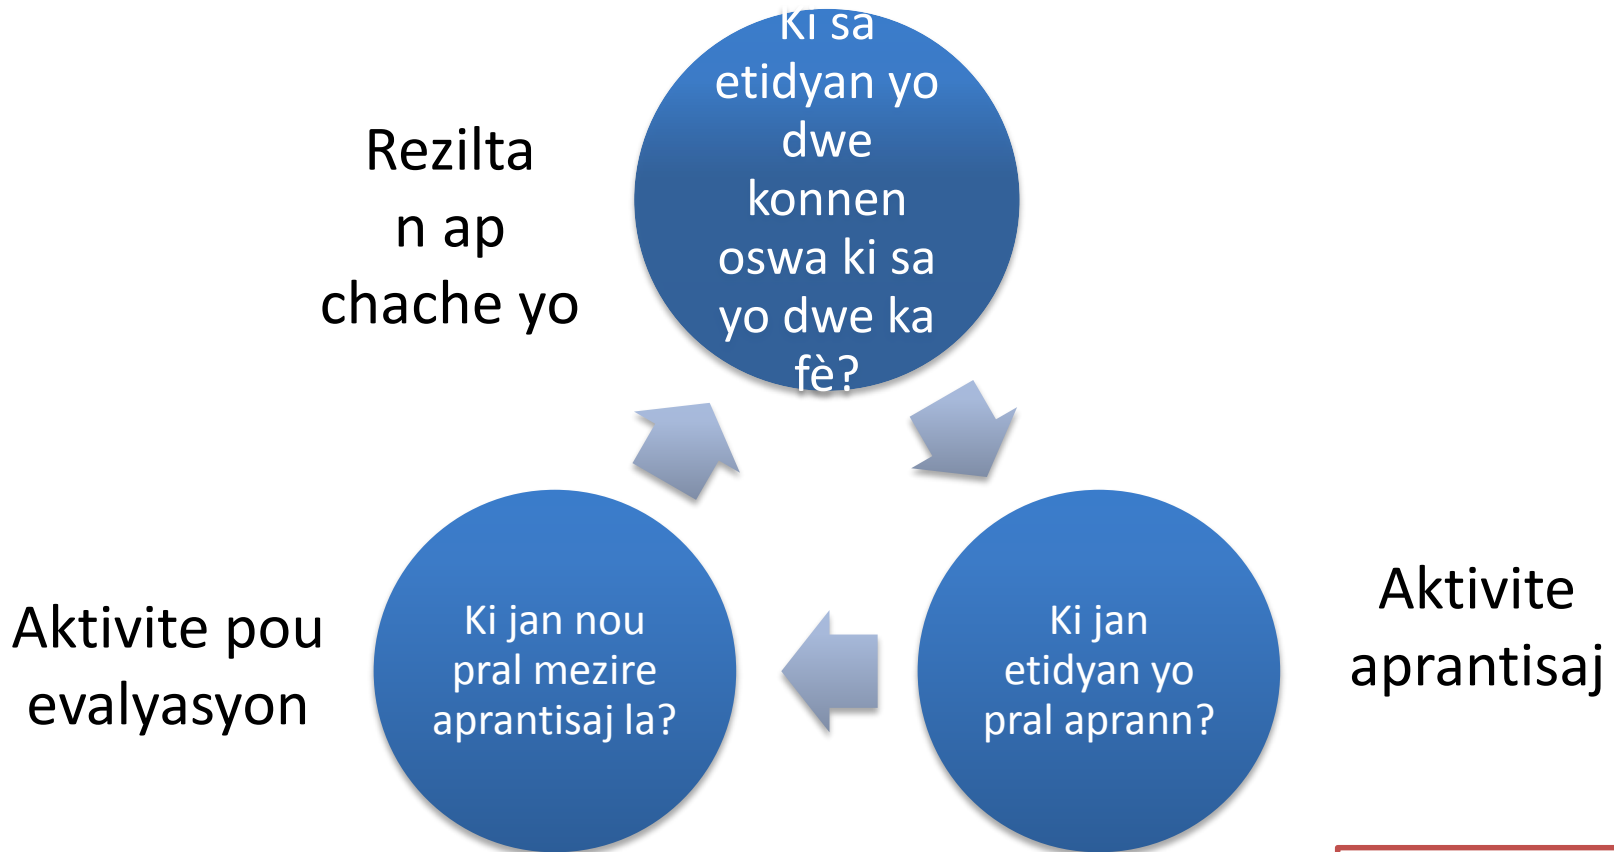 Ki sa
etidyan yo
dwe
konnen
oswa ki sa
yo dwe ka
fè?
Rezilta
n ap
chache yo
Ki jan
etidyan yo
pral aprann?
Aktivite
aprantisaj
Ki jan nou
pral mezire
aprantisaj la?
Aktivite pou
evalyasyon